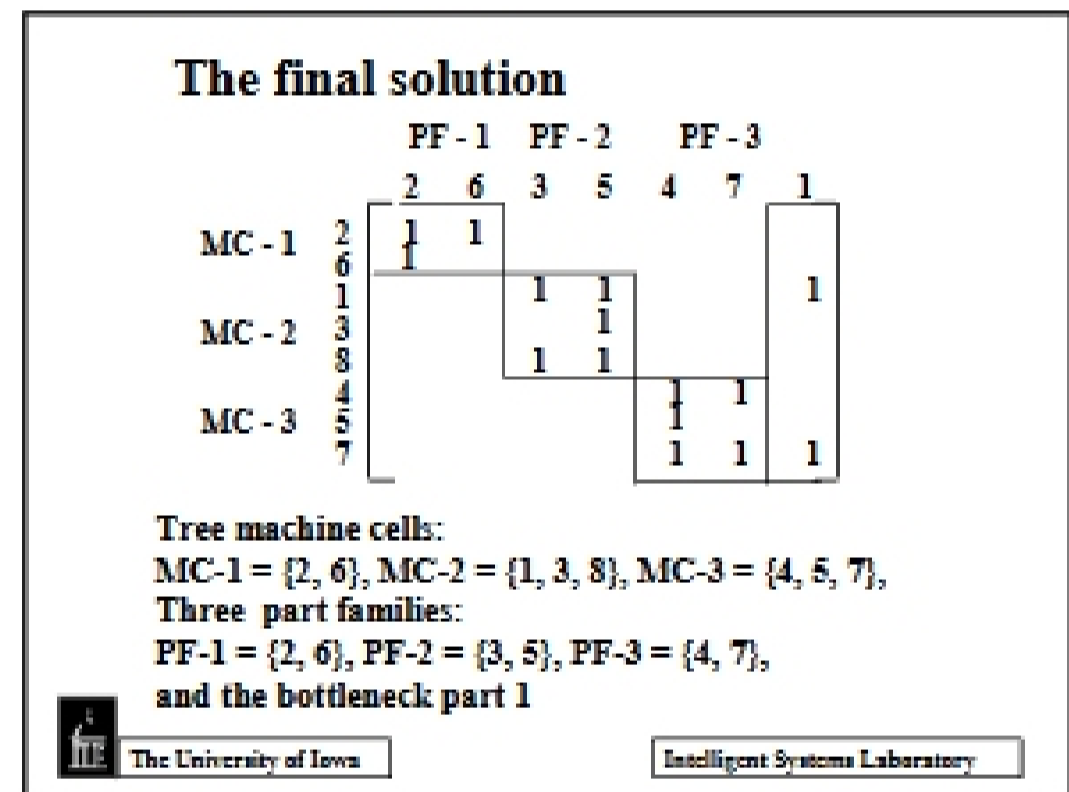 The final solution
PF - 1 PF - 2 PF - 3
2 6 3 5 4 7 1
MC - 1 2 1 1
6 1
1 1 1 1
MC - 2 3 1
8 1 1
4 1 1
MC - 3 5 1
7 1 1 1
Tree machine cells:
MC-1 = {2, 6}, MC-2 = {1, 3, 8}, MC-3 = {4, 5, 7},
Three part families:
PF-1 = {2, 6}, PF-2 = {3, 5}, PF-3 = {4, 7},
and the bottleneck part 1
The University of Iowa
Intelligent Systems Laboratory